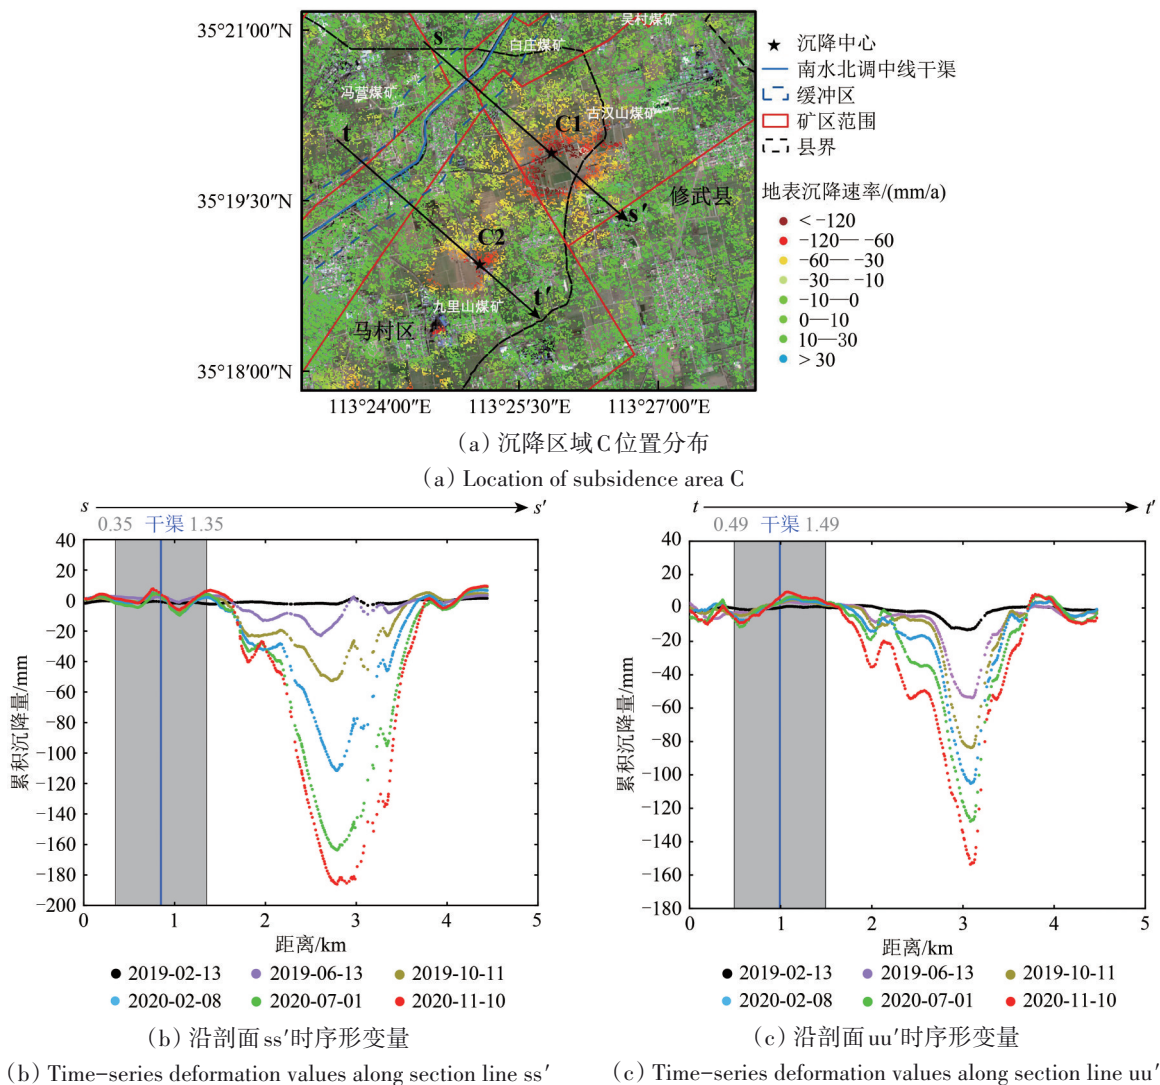 35°21′00″N
35°19′30″N
35°18′00″N
113°24′00″E
113°25′30″E
113°27′00″E
吴村煤矿
白庄煤矿
冯营煤矿
古汉山煤矿
九里山煤矿
修武县
马村区
s
s′
t
t′
C1
C2
沉降中心
南水北调中线干渠
缓冲区
矿区范围
县界
地表沉降速率/(mm/a)
< −120
−120— −60
−60— −30
−30— −10
−10—0
0—10
10—30
> 30
(a) 沉降区域C位置分布
(a) Location of subsidence area C
s
s′
0.35 干渠 1.35
40
20
0
−20
−40
−60
−80
−100
−120
−140
−160
−180
−200
累积沉降量/mm
0 1 2 3 4 5
距离/km
2019-02-13 2019-06-13 2019-10-11
2020-02-08 2020-07-01 2020-11-10
(b) 沿剖面ss′时序形变量
(b) Time−series deformation values along section line ss′
t
t′
0.49 干渠 1.49
40
20
0
−20
−40
−60
−80
−100
−120
−140
−160
−180
累积沉降量/mm
0 1 2 3 4 5
距离/km
2019-02-13 2019-06-13 2019-10-11
2020-02-08 2020-07-01 2020-11-10
(c) 沿剖面uu′时序形变量
(c) Time−series deformation values along section line uu′